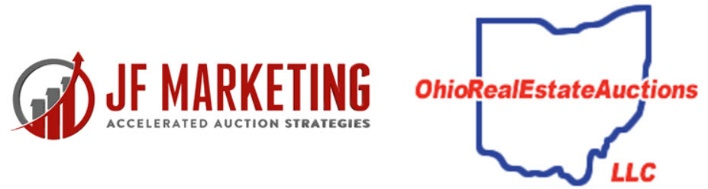 JF MARKETING
ACCELERATED AUCTION STRATEGIES
OhioRealEstateAuctions
LLC